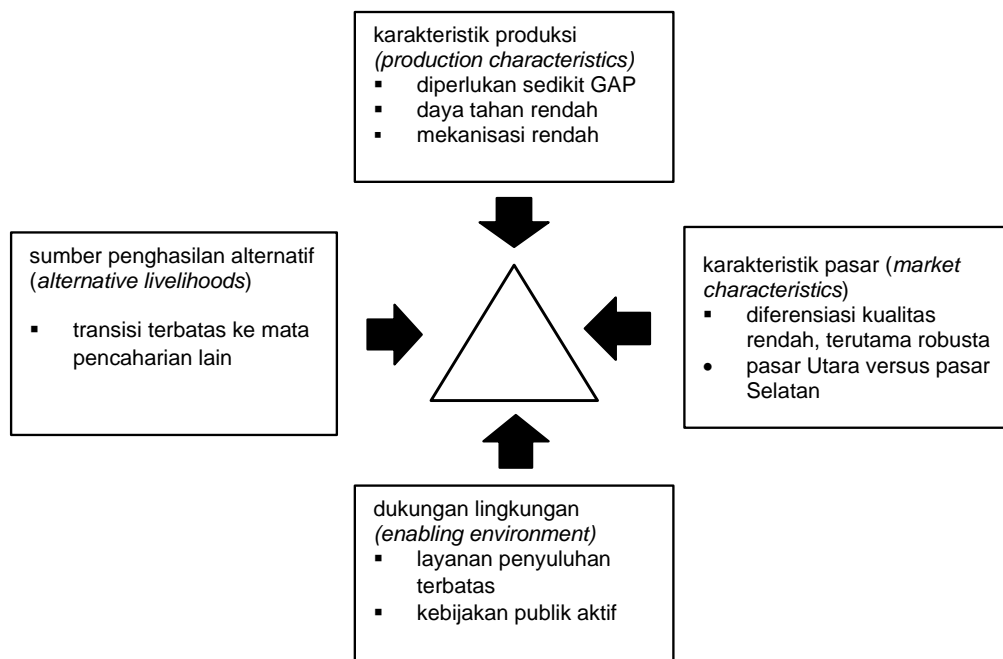 karakteristik produksi
(production characteristics)
▪ diperlukan sedikit GAP
▪ daya tahan rendah
▪ mekanisasi rendah
sumber penghasilan alternatif
(alternative livelihoods)
▪ transisi terbatas ke mata
pencaharian lain
karakteristik pasar (market
characteristics)
▪ diferensiasi kualitas
rendah, terutama robusta
• pasar Utara versus pasar
Selatan
dukungan lingkungan
(enabling environment)
▪ layanan penyuluhan
terbatas
▪ kebijakan publik aktif